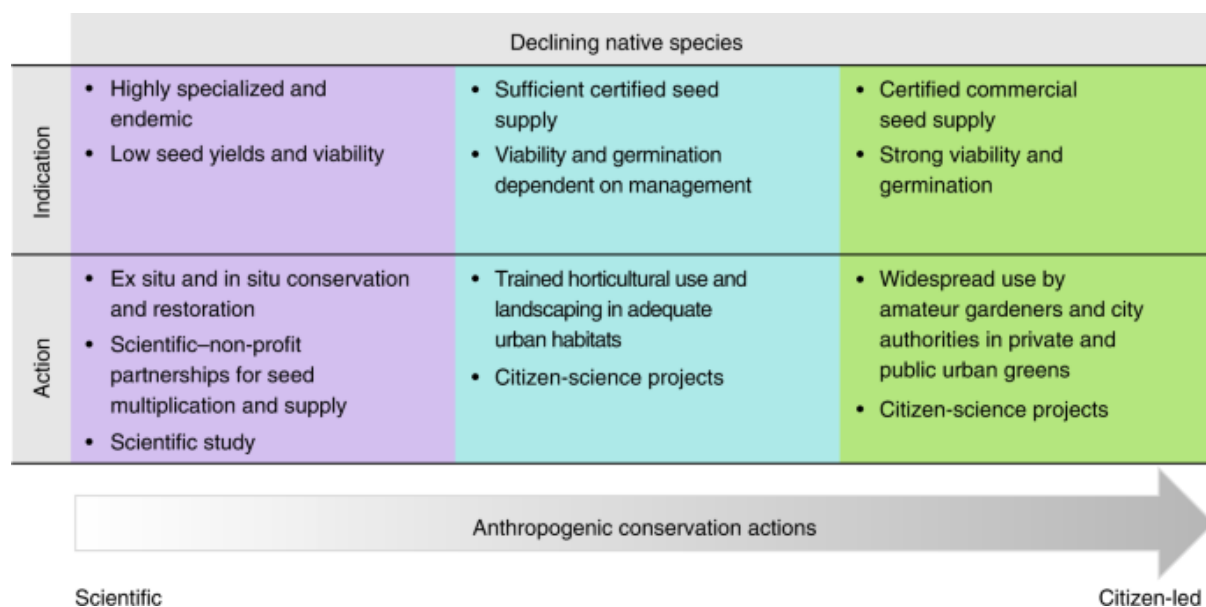 Declining native species
Indication
• Highly specialized and
endemic
• Low seed yields and viability
• Sufficient certified seed
supply
• Viability and germination
dependent on management
• Certified commercial
seed supply
• Strong viability and
germination
Action
• Ex situ and in situ conservation
and restoration
• Scientific–non-profit
partnerships for seed
multiplication and supply
• Scientific study
• Trained horticultural use and
landscaping in adequate
urban habitats
• Citizen-science projects
• Widespread use by
amateur gardeners and city
authorities in private and
public urban greens
• Citizen-science projects
Anthropogenic conservation actions
Scientific
Citizen-led